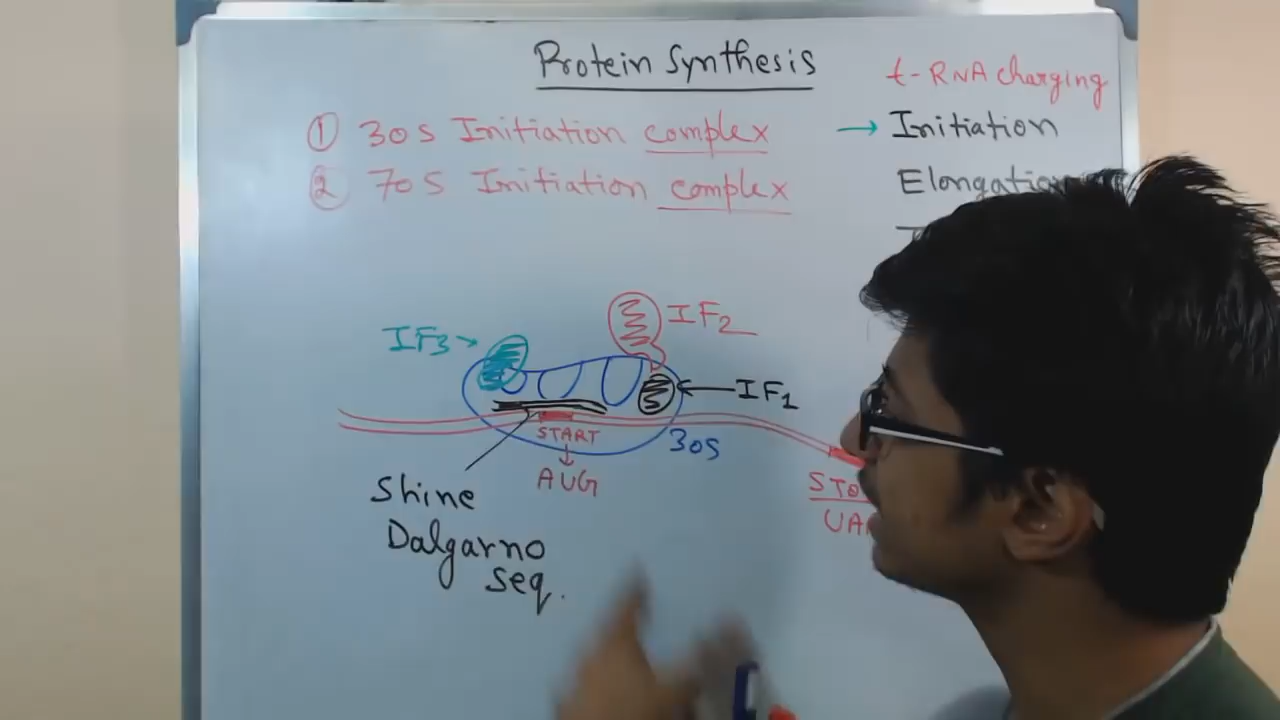 Protein Synthesis
t-RNA charging
① 30S Initiation complex
→ Initiation
② 70S Initiation complex
Elongation
IF2
IF3 →
← IF1
START
30S
AUG
Shine
Dalgarno
seq.